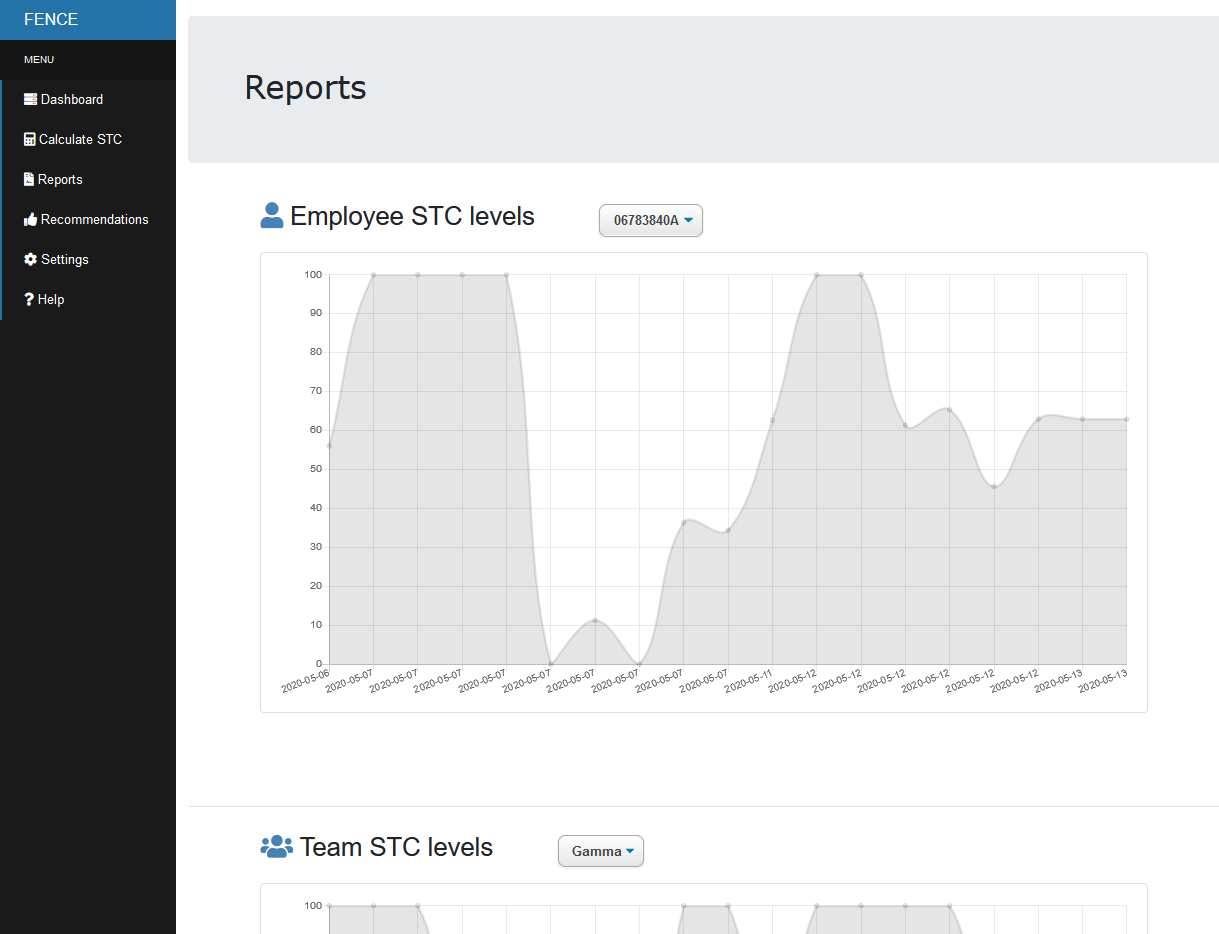 FENCE
MENU
Dashboard
Calculate STC
Reports
Recommendations
Settings
Help
Reports
Employee STC levels
06783840A
100
90
80
70
60
50
40
30
20
10
0
2020-05-06
2020-05-07
2020-05-07
2020-05-07
2020-05-07
2020-05-07
2020-05-07
2020-05-07
2020-05-07
2020-05-07
2020-05-11
2020-05-12
2020-05-12
2020-05-12
2020-05-12
2020-05-12
2020-05-12
2020-05-13
2020-05-13
Team STC levels
Gamma
100